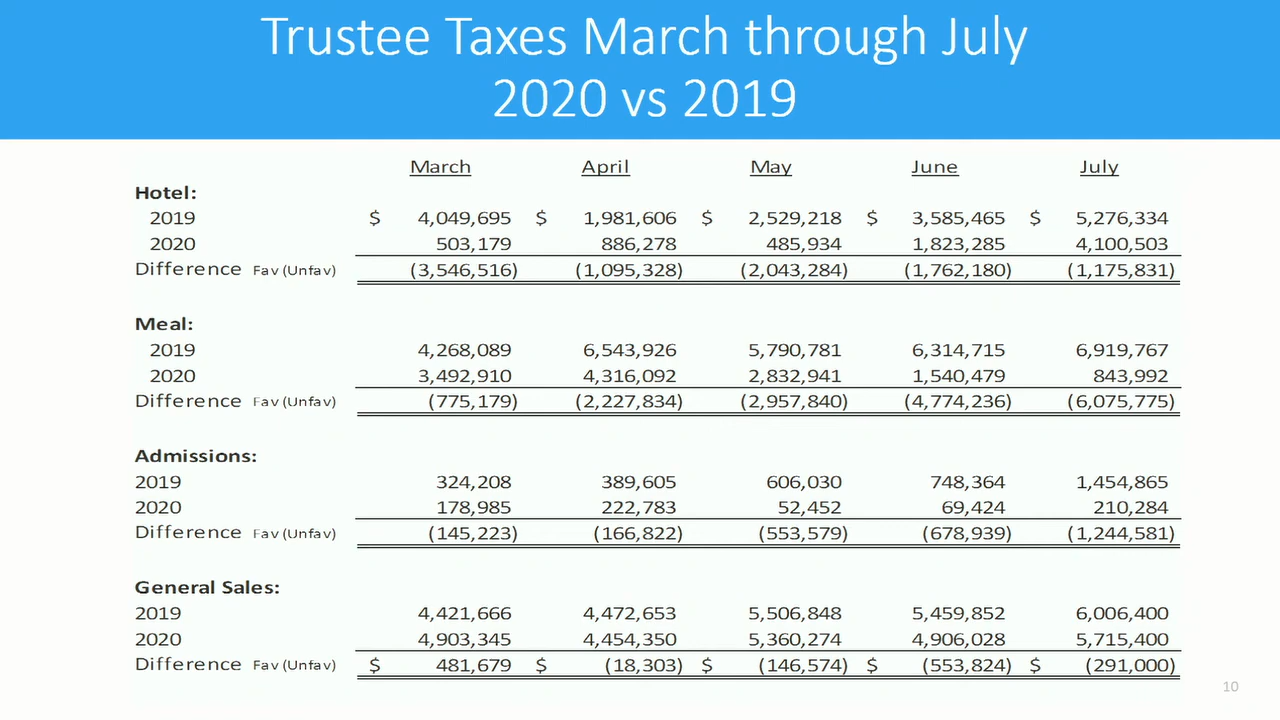 Trustee Taxes March through July
2020 vs 2019
March April May June July
Hotel:
2019 $ 4,049,695 $ 1,981,606 $ 2,529,218 $ 3,585,465 $ 5,276,334
2020 503,179 886,278 485,934 1,823,285 4,100,503
Difference Fav (Unfav) (3,546,516) (1,095,328) (2,043,284) (1,762,180) (1,175,831)
Meal:
2019 4,268,089 6,543,926 5,790,781 6,314,715 6,919,767
2020 3,492,910 4,316,092 2,832,941 1,540,479 843,992
Difference Fav (Unfav) (775,179) (2,227,834) (2,957,840) (4,774,236) (6,075,775)
Admissions:
2019 324,208 389,605 606,030 748,364 1,454,865
2020 178,985 222,783 52,452 69,424 210,284
Difference Fav (Unfav) (145,223) (166,822) (553,579) (678,939) (1,244,581)
General Sales:
2019 4,421,666 4,472,653 5,506,848 5,459,852 6,006,400
2020 4,903,345 4,454,350 5,360,274 4,906,028 5,715,400
Difference Fav (Unfav) $ 481,679 $ (18,303) $ (146,574) $ (553,824) $ (291,000)
10